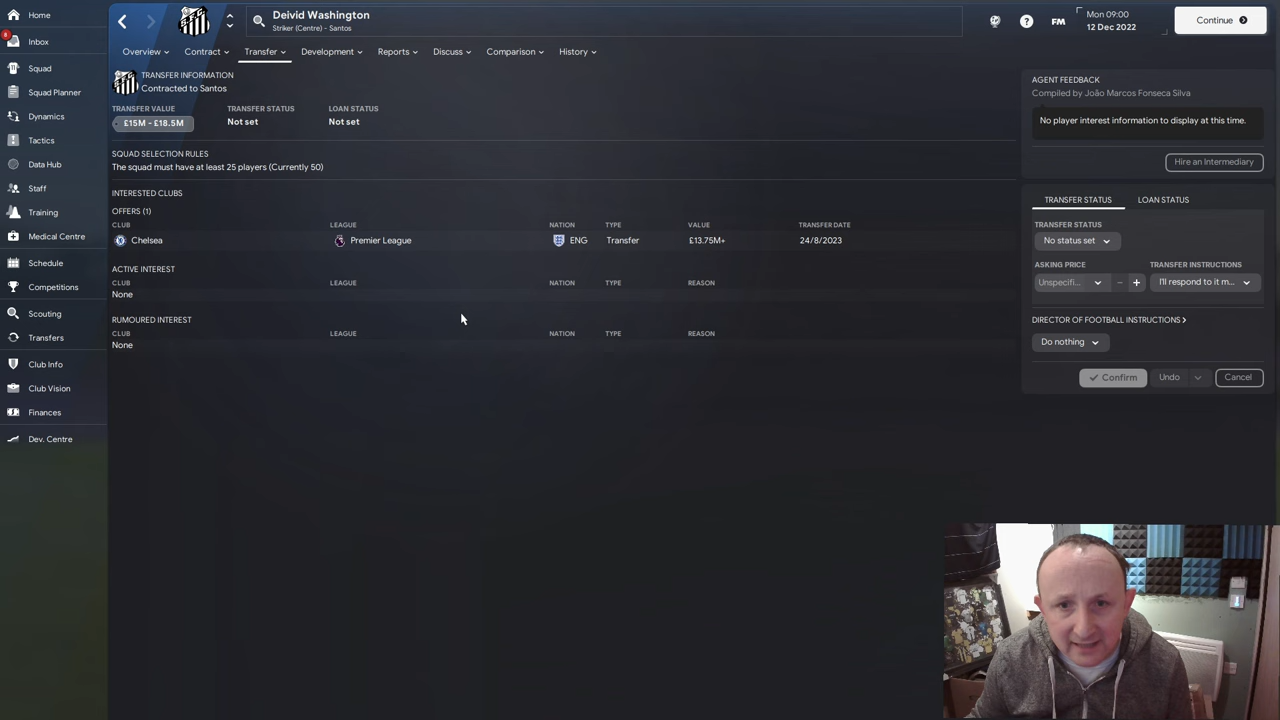 Home
6
Inbox
Squad
Squad Planner
Dynamics
Tactics
Data Hub
Staff
Training
Medical Centre
Schedule
Competitions
Scouting
Transfers
Club Info
Club Vision
Finances
Dev. Centre
Deivid Washington
Striker (Centre) - Santos
FM
Mon 09:00
12 Dec 2022
Continue
Overview
Contract
Transfer
Development
Reports
Discuss
Comparison
History
TRANSFER INFORMATION
Contracted to Santos
TRANSFER VALUE TRANSFER STATUS LOAN STATUS
£15M - £18.5M Not set Not set
SQUAD SELECTION RULES
The squad must have at least 25 players (Currently 50)
INTERESTED CLUBS
OFFERS (1)
CLUB LEAGUE NATION TYPE VALUE TRANSFER DATE
Chelsea Premier League ENG Transfer £13.75M+ 24/8/2023
ACTIVE INTEREST
CLUB LEAGUE NATION TYPE REASON
None
RUMOURED INTEREST
CLUB LEAGUE NATION TYPE REASON
None
AGENT FEEDBACK
Compiled by João Marcos Fonseca Silva
No player interest information to display at this time.
Hire an Intermediary
TRANSFER STATUS LOAN STATUS
TRANSFER STATUS
No status set
ASKING PRICE TRANSFER INSTRUCTIONS
Unspecifi... − + I'll respond to it m...
DIRECTOR OF FOOTBALL INSTRUCTIONS >
Do nothing
Confirm Undo Cancel